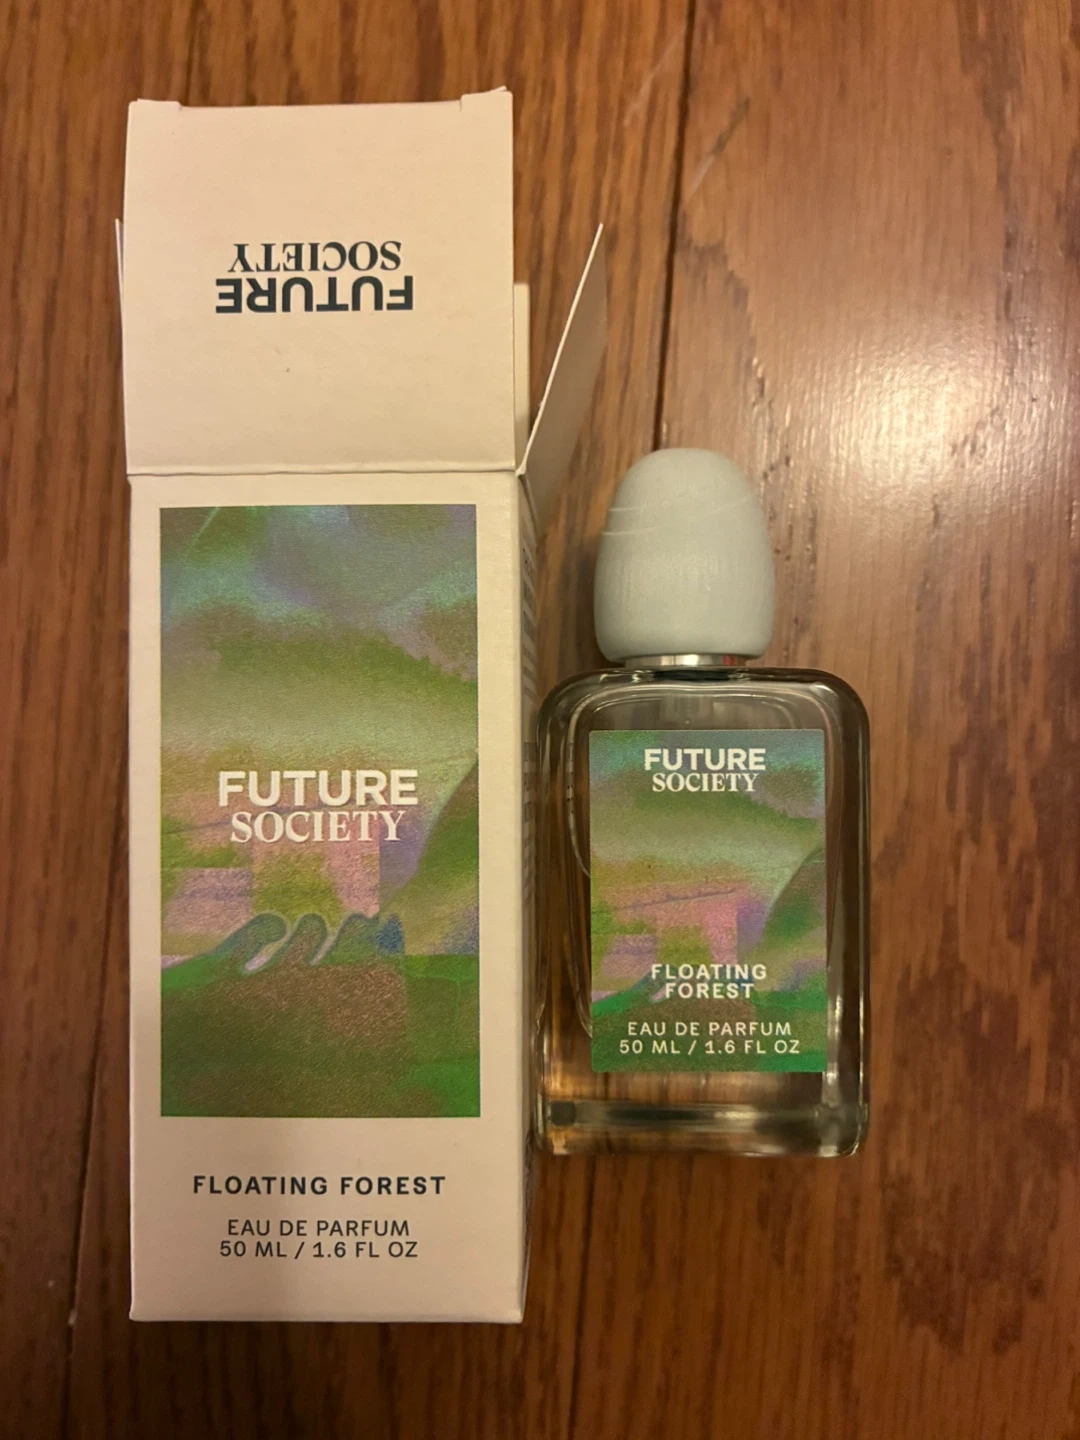 FUTURE
SOCIETY
FUTURE
SOCIETY
FLOATING FOREST
EAU DE PARFUM
50 ML / 1.6 FL OZ
FUTURE
SOCIETY
FLOATING
FOREST
EAU DE PARFUM
50 ML / 1.6 FL OZ